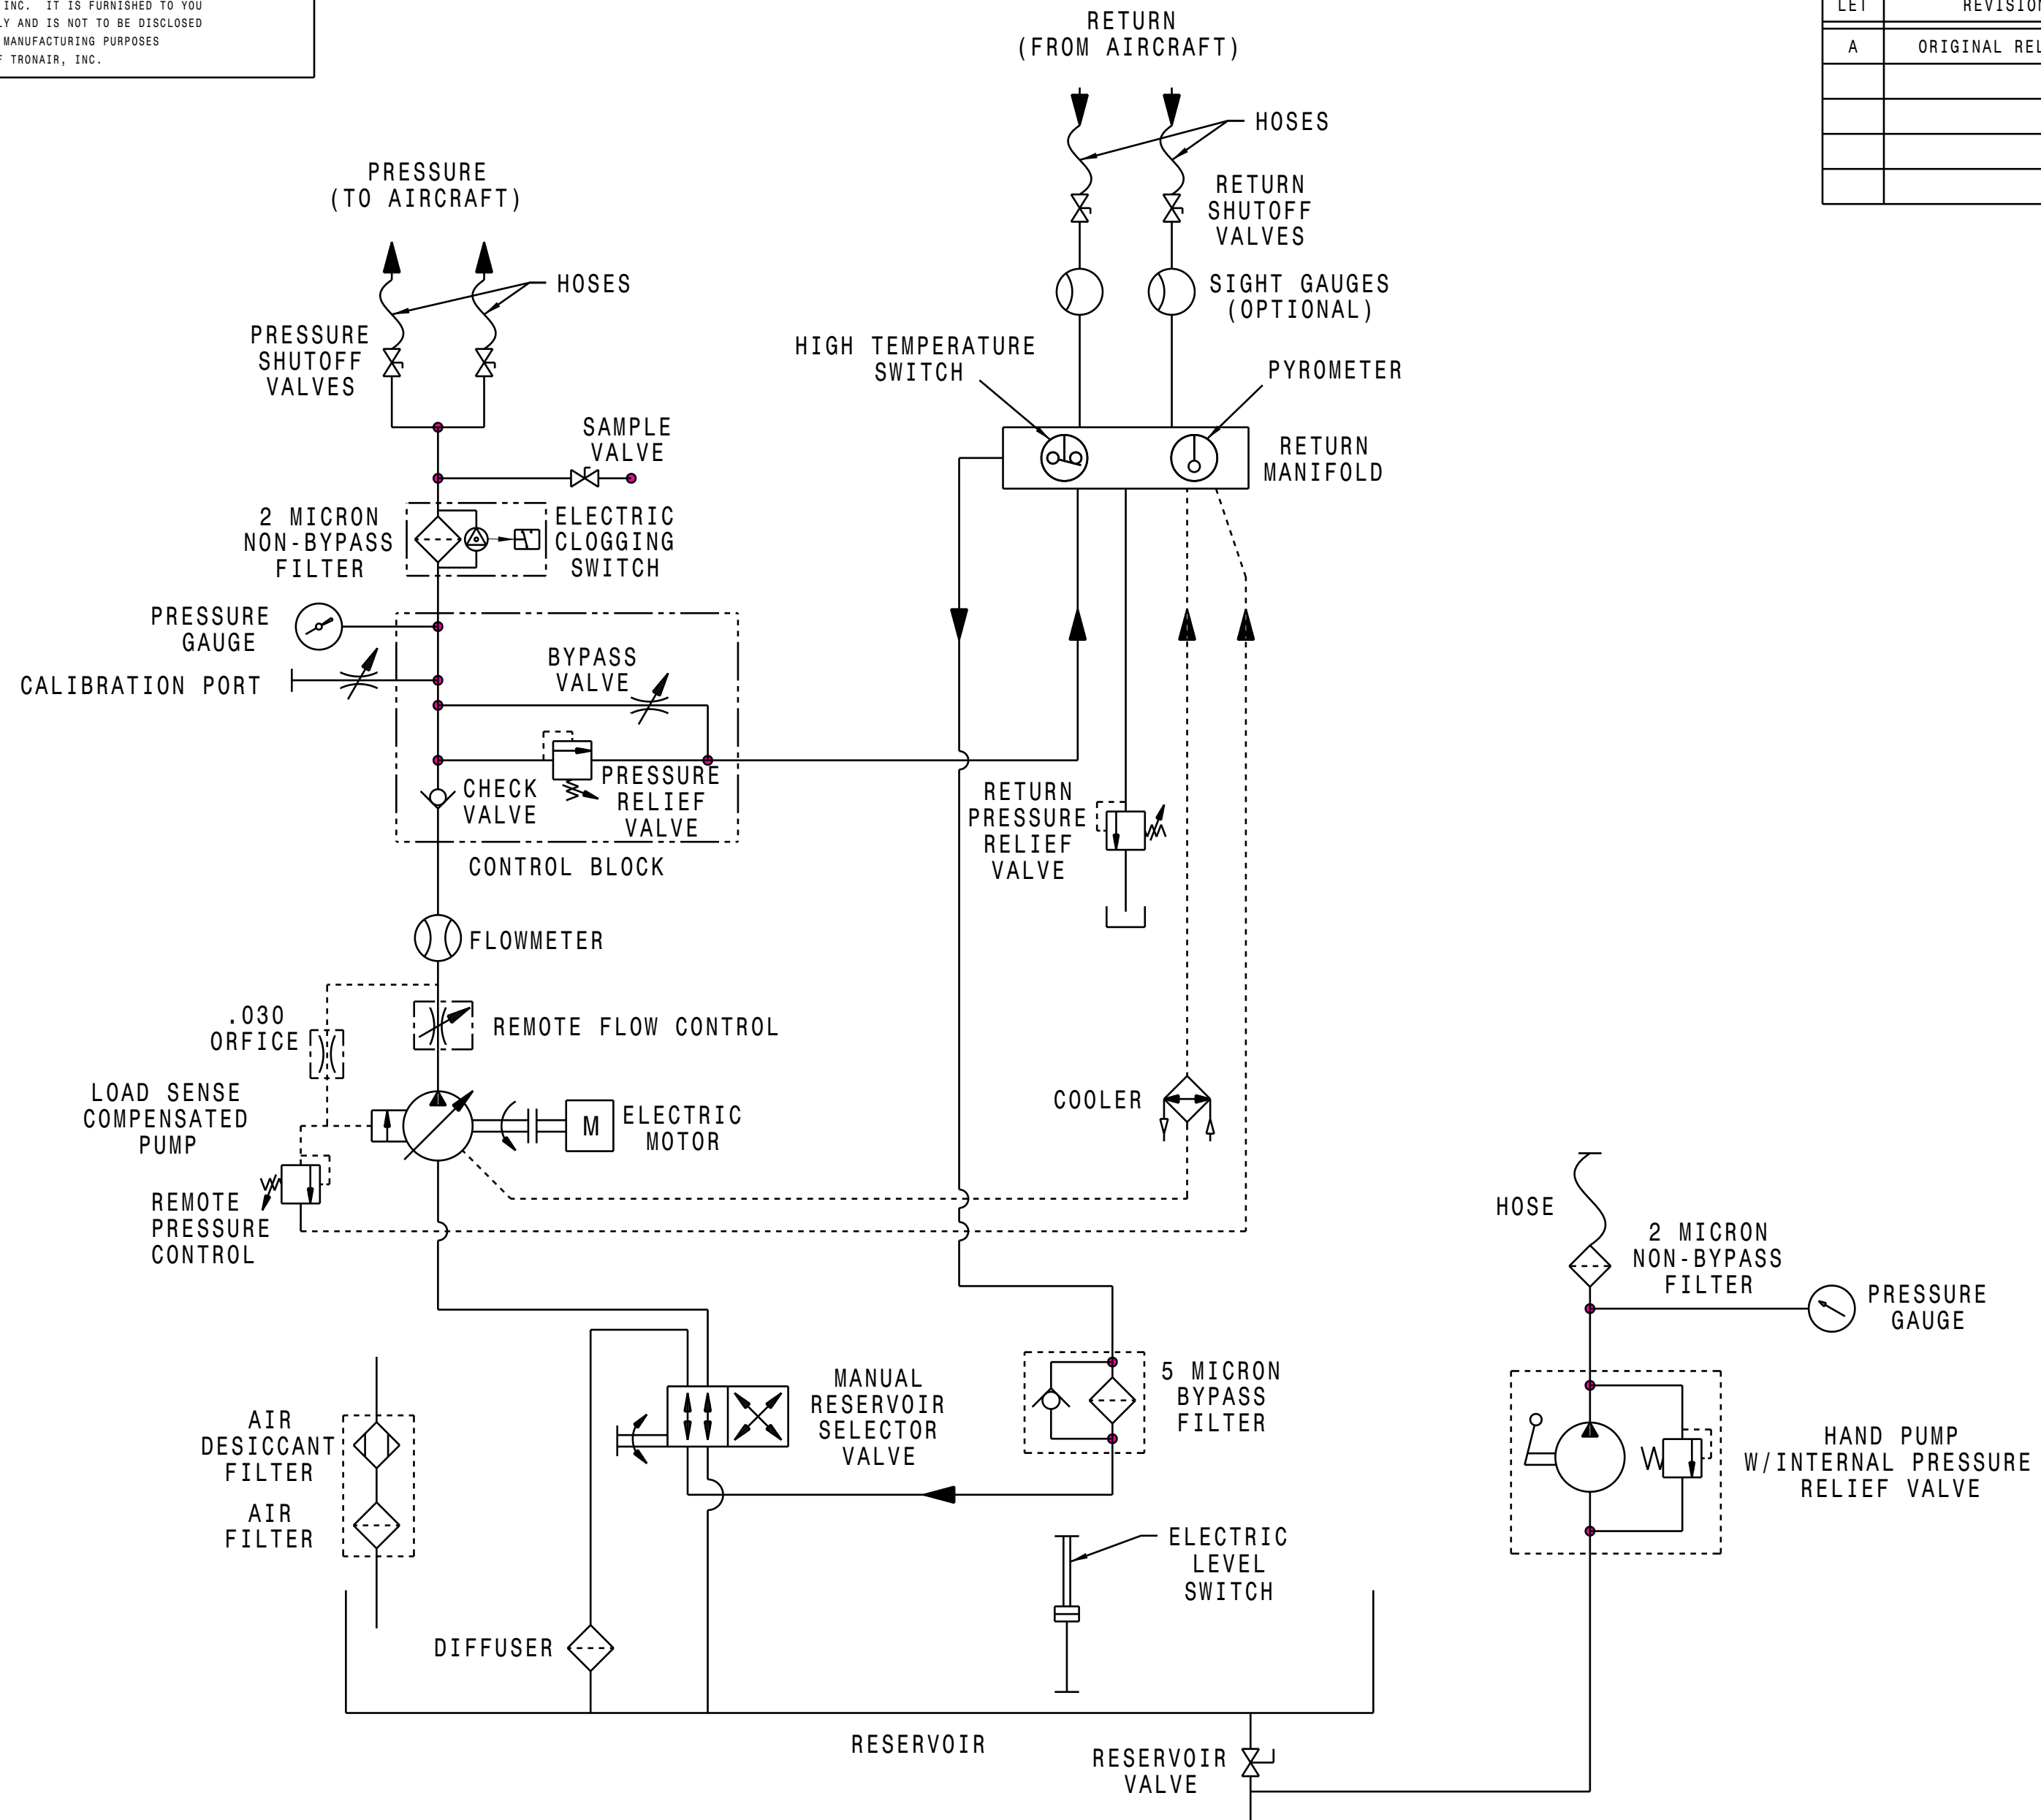 INC. IT IS FURNISHED TO YOU
LY AND IS NOT TO BE DISCLOSED
MANUFACTURING PURPOSES
F TRONAIR, INC.
LET REVISION
A ORIGINAL REL
RETURN
(FROM AIRCRAFT)
HOSES
RETURN
SHUTOFF
VALVES
PRESSURE
(TO AIRCRAFT)
HOSES
PRESSURE
SHUTOFF
VALVES
SIGHT GAUGES
(OPTIONAL)
HIGH TEMPERATURE
SWITCH
PYROMETER
SAMPLE
VALVE
RETURN
MANIFOLD
2 MICRON
NON-BYPASS
FILTER
ELECTRIC
CLOGGING
SWITCH
PRESSURE
GAUGE
CALIBRATION PORT
BYPASS
VALVE
CHECK
VALVE
PRESSURE
RELIEF
VALVE
CONTROL BLOCK
RETURN
PRESSURE
RELIEF
VALVE
FLOWMETER
.030
ORFICE
REMOTE FLOW CONTROL
LOAD SENSE
COMPENSATED
PUMP
M
ELECTRIC
MOTOR
COOLER
REMOTE
PRESSURE
CONTROL
HOSE
2 MICRON
NON-BYPASS
FILTER
PRESSURE
GAUGE
MANUAL
RESERVOIR
SELECTOR
VALVE
5 MICRON
BYPASS
FILTER
AIR
DESICCANT
FILTER
AIR
FILTER
HAND PUMP
W/INTERNAL PRESSURE
RELIEF VALVE
ELECTRIC
LEVEL
SWITCH
DIFFUSER
RESERVOIR
RESERVOIR
VALVE